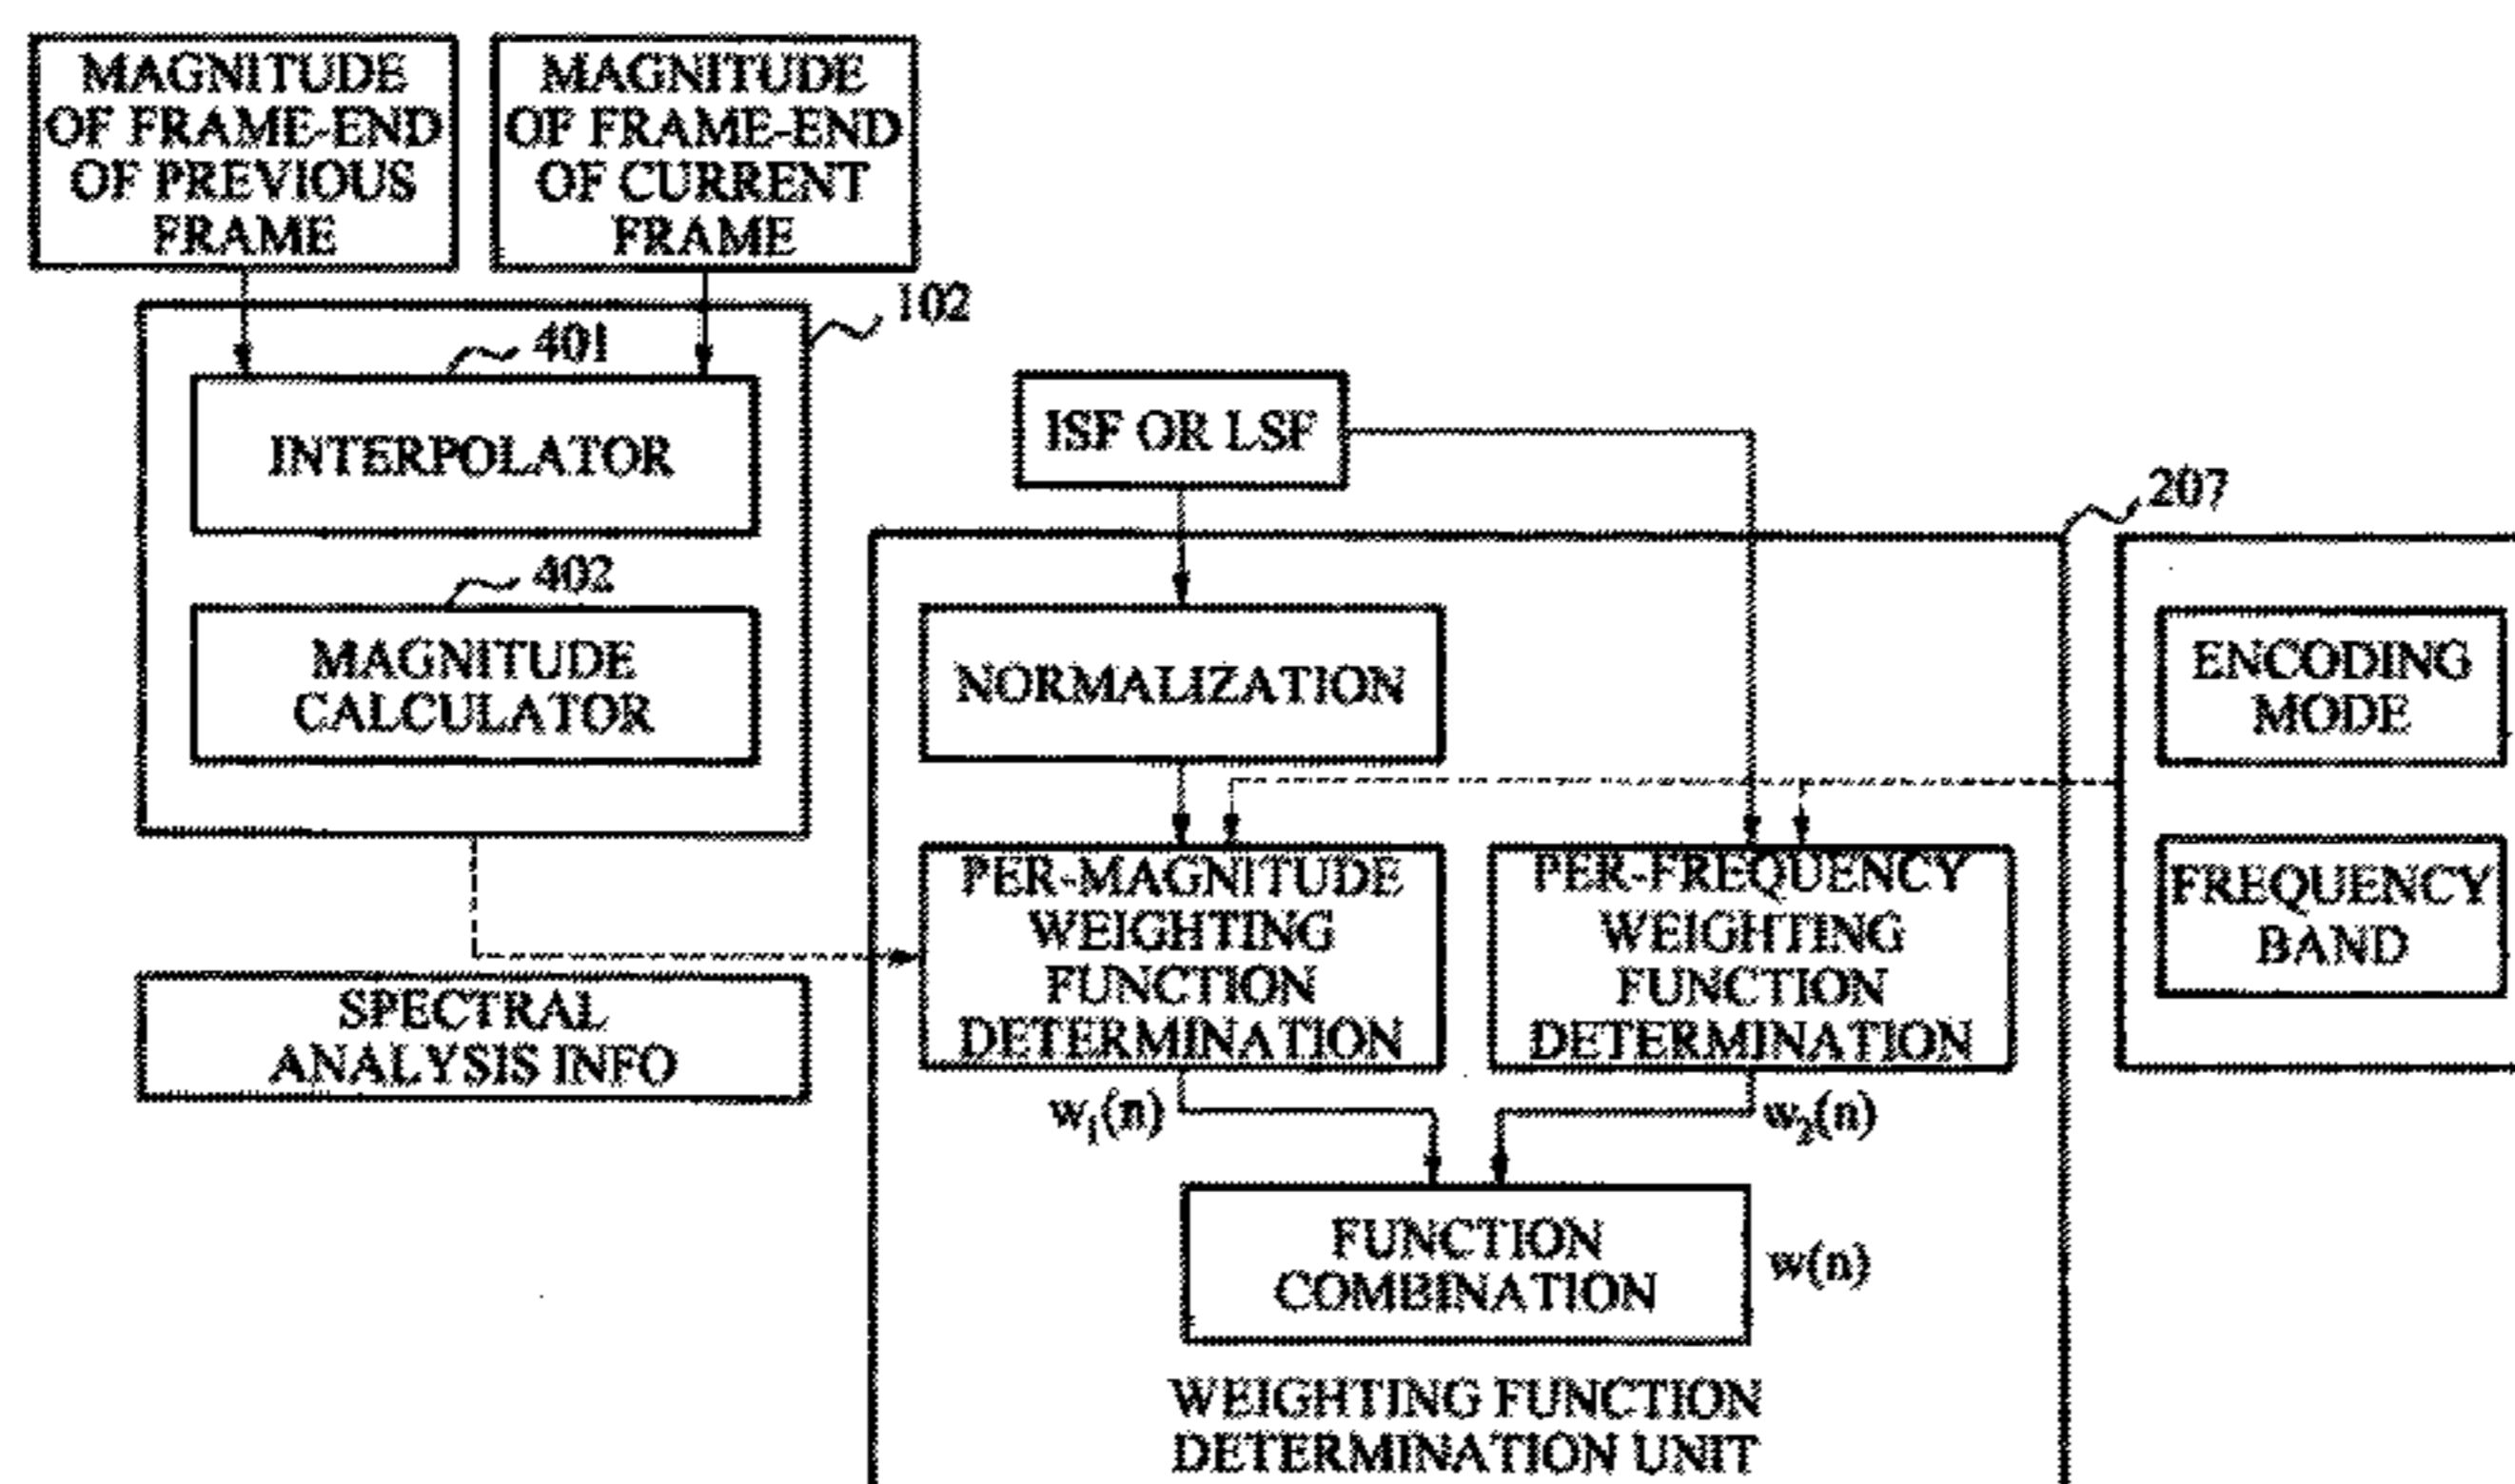 MAGNITUDE
OF FRAME-END
OF PREVIOUS
FRAME
MAGNITUDE
OF FRAME-END
OF CURRENT
FRAME
102
401
INTERPOLATOR
402
MAGNITUDE
CALCULATOR
SPECTRAL
ANALYSIS INFO
ISF OR LSF
207
NORMALIZATION
PER-MAGNITUDE
WEIGHTING
FUNCTION
DETERMINATION
PER-FREQUENCY
WEIGHTING
FUNCTION
DETERMINATION
ENCODING
MODE
FREQUENCY
BAND
w₁(n)
w₂(n)
FUNCTION
COMBINATION
w(n)
WEIGHTING FUNCTION
DETERMINATION UNIT